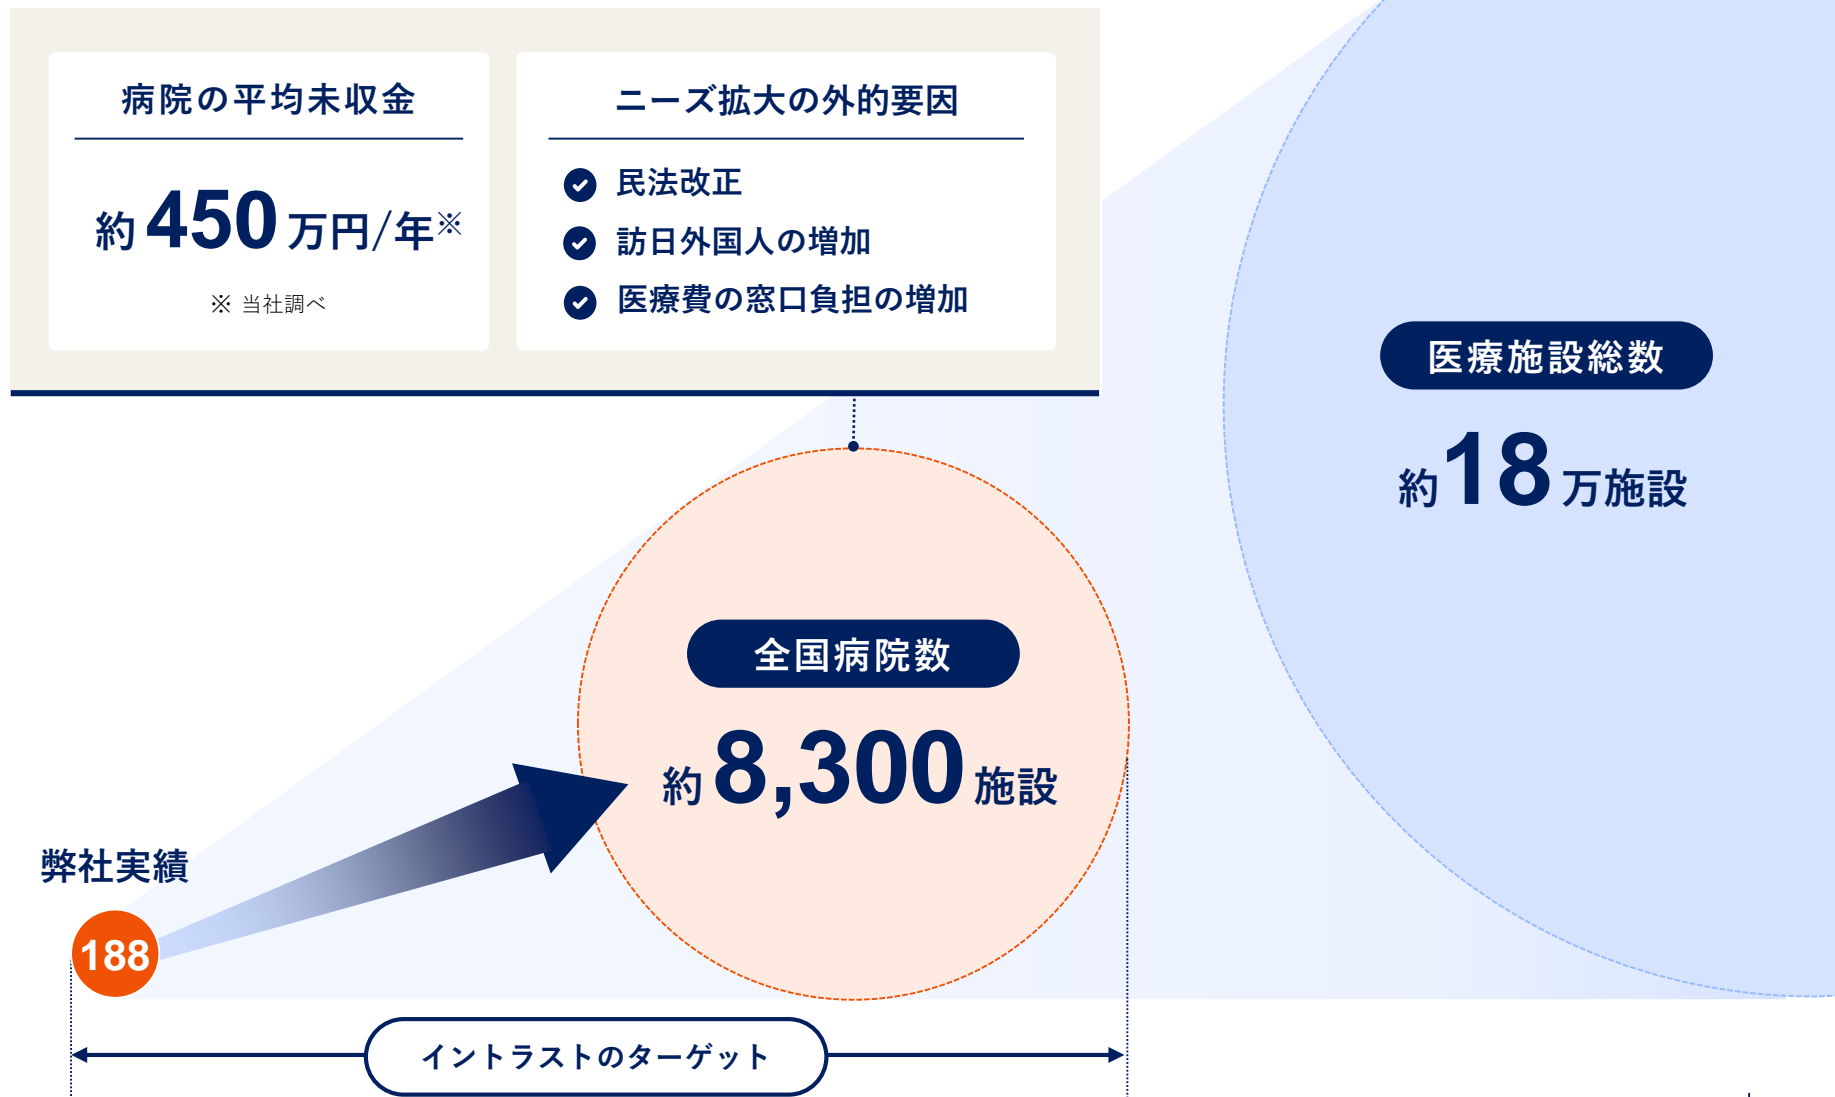 病院の平均未収金
約450万円/年※
※ 当社調べ
ニーズ拡大の外的要因
民法改正
訪日外国人の増加
医療費の窓口負担の増加
医療施設総数
約18万施設
全国病院数
約8,300施設
弊社実績
188
イントラストのターゲット